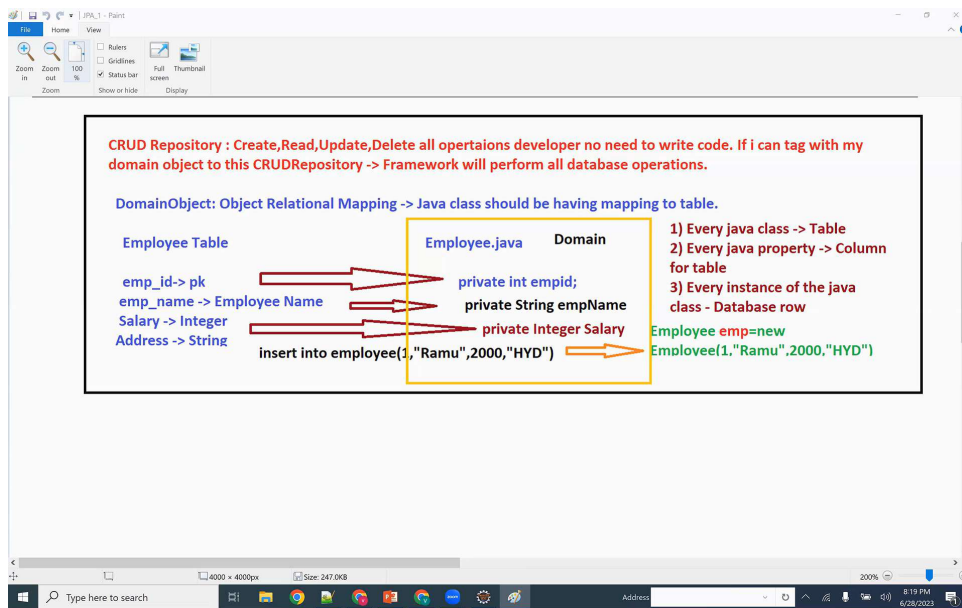 JPA_1 - Paint
File Home View
Zoom in
Zoom out
100 %
Rulers
Gridlines
Status bar
Full screen
Thumbnail
Zoom
Show or hide
Display
CRUD Repository : Create,Read,Update,Delete all opertaions developer no need to write code. If i can tag with my
domain object to this CRUDRepository -> Framework will perform all database operations.
DomainObject: Object Relational Mapping -> Java class should be having mapping to table.
Employee Table
emp_id-> pk
emp_name -> Employee Name
Salary -> Integer
Address -> String
Employee.java Domain
private int empid;
private String empName
private Integer Salary
insert into employee(1,"Ramu",2000,"HYD")
1) Every java class -> Table
2) Every java property -> Column
for table
3) Every instance of the java
class - Database row
Employee emp=new
Employee(1,"Ramu",2000,"HYD")
4000 × 4000px
Size: 247.0KB
200%
Type here to search
Address
8:19 PM
6/28/2023